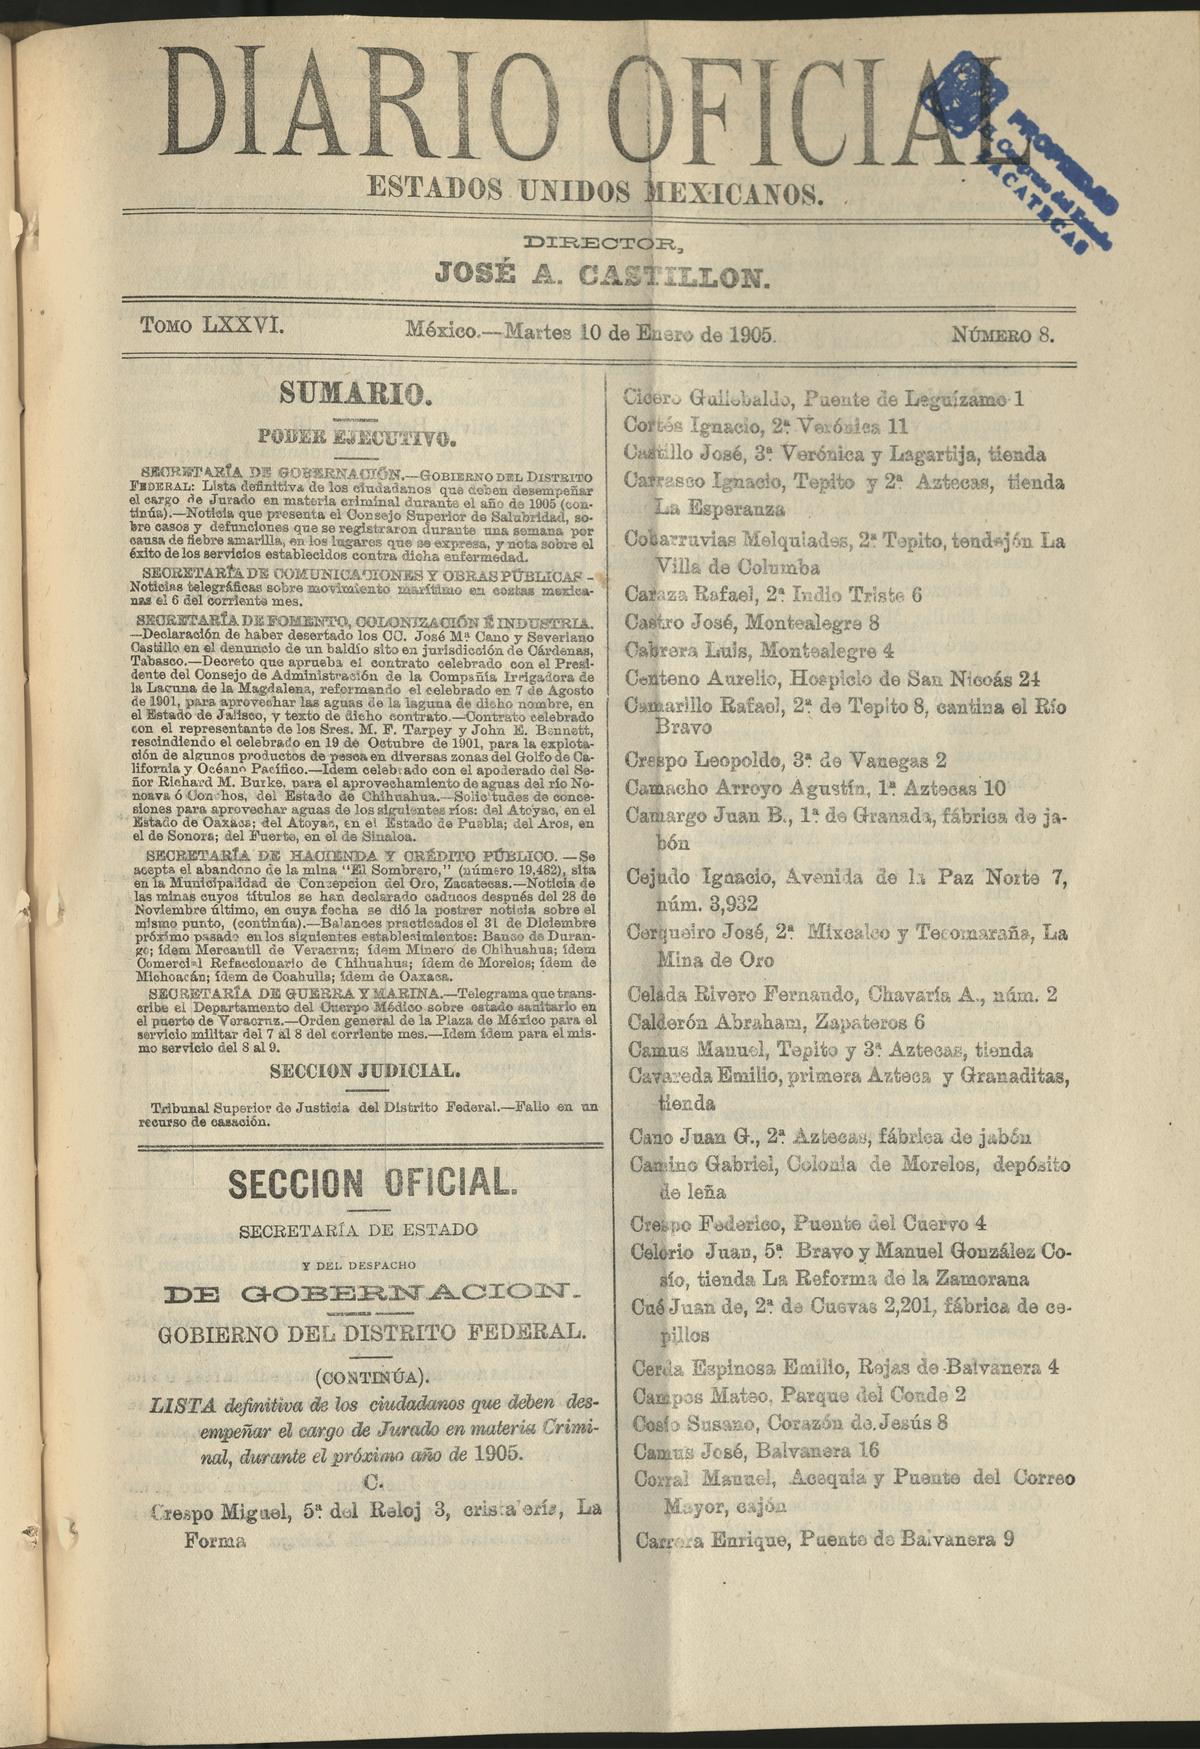 DIARIO OFICIAL
PROPIEDAD
Congreso del Estado
ZACATECAS
ESTADOS UNIDOS MEXICANOS.
DIRECTOR,
JOSÉ A. CASTILLON.
TOMO LXXVI.
México.—Martes 10 de Enero de 1905.
NÚMERO 8.
SUMARIO.
PODER EJECUTIVO.
SECRETARÍA DE GOBERNACIÓN.—GOBIERNO DEL DISTRITO
FEDERAL: Lista definitiva de los ciudadanos que deben desempeñar
el cargo de Jurado en materia criminal durante el año de 1905 (con-
tinúa).—Noticia que presenta el Consejo Superior de Salubridad, so-
bre casos y defunciones que se registraron durante una semana por
causa de fiebre amarilla, en los lugares que se expresa, y nota sobre el
éxito de los servicios establecidos contra dicha enfermedad.
SECRETARÍA DE COMUNICACIONES Y OBRAS PÚBLICAS—
Noticias telegráficas sobre movimiento marítimo en costas mexica-
nas el 6 del corriente mes.
SECRETARÍA DE FOMENTO, COLONIZACIÓN É INDUSTRIA.
—Declaración de haber desertado los CC. José Mª Cano y Severiano
Castillo en el denuncio de un baldío sito en jurisdicción de Cárdenas,
Tabasco.—Decreto que aprueba el contrato celebrado con el Presi-
dente del Consejo de Administración de la Compañía Irrigadora de
la Laguna de la Magdalena, reformando el celebrado en 7 de Agosto
de 1901, para aprovechar las aguas de la laguna de dicho nombre, en
el Estado de Jalisco, y texto de dicho contrato.—Contrato celebrado
con el representante de los Sres. M. F. Tarpey y John E. Bennett,
rescindiendo el celebrado en 19 de Octubre de 1901, para la explota-
ción de algunos productos de pesca en diversas zonas del Golfo de Ca-
lifornia y Océano Pacífico.—Idem celebrado con el apoderado del Se-
ñor Richard M. Burke, para el aprovechamiento de aguas del río No-
noava ó Conchos, del Estado de Chihuahua.—Solicitudes de conce-
siones para aprovechar aguas de los siguientes ríos: del Atoyac, en el
Estado de Oaxaca; del Atoyac, en el Estado de Puebla; del Aros, en
el de Sonora; del Fuerte, en el de Sinaloa.
SECRETARÍA DE HACIENDA Y CRÉDITO PÚBLICO.—Se
acepta el abandono de la mina "El Sombrero," (número 19,482), sita
en la Municipalidad de Concepcion del Oro, Zacatecas.—Noticia de
las minas cuyos títulos se han declarado caducos después del 28 de
Noviembre último, en cuya fecha se dió la postrer noticia sobre el
mismo punto, (continúa).—Balances practicados el 31 de Diciembre
próximo pasado en los siguientes establecimientos: Banco de Duran-
go; ídem Mercantil de Veracruz; ídem Minero de Chihuahua; ídem
Comercial Refaccionario de Chihuahua; ídem de Morelos; ídem de
Michoacán; ídem de Coahulla; ídem de Oaxaca.
SECRETARÍA DE GUERRA Y MARINA.—Telegrama que trans-
cribe el Departamento del Cuerpo Médico sobre estado sanitario en
el puerto de Veracruz.—Orden general de la Plaza de México para el
servicio militar del 7 al 8 del corriente mes.—Idem ídem para el mis-
mo servicio del 8 al 9.
SECCION JUDICIAL.
Tribunal Superior de Justicia del Distrito Federal.—Fallo en un
recurso de casación.
SECCION OFICIAL.
SECRETARÍA DE ESTADO
Y DEL DESPACHO
DE GOBERNACION.
GOBIERNO DEL DISTRITO FEDERAL.
(CONTINÚA).
LISTA definitiva de los ciudadanos que deben des-
empeñar el cargo de Jurado en materia Crimi-
nal, durante el próximo año de 1905.
C.
Crespo Miguel, 5ª del Reloj 3, cristalería, La
Forma
Cicero Guilebaldo, Puente de Leguízamo 1
Cortés Ignacio, 2ª Verónica 11
Castillo José, 3ª Verónica y Lagartija, tienda
Carrasco Ignacio, Tepito y 2ª Aztecas, tienda
La Esperanza
Cobarruvias Melquiades, 2ª Tepito, tendejón La
Villa de Columba
Caraza Rafael, 2ª Indio Triste 6
Castro José, Montealegre 8
Cabrera Luis, Montealegre 4
Centeno Aurelio, Hospicio de San Nicoás 24
Camarillo Rafael, 2ª de Tepito 8, cantina el Río
Bravo
Crespo Leopoldo, 3ª de Vanegas 2
Camacho Arroyo Agustín, 1ª Aztecas 10
Camargo Juan B., 1ª de Granada, fábrica de ja-
bón
Cejudo Ignacio, Avenida de la Paz Norte 7,
núm. 3,932
Cerqueiro José, 2ª Mixcalco y Tecomaraña, La
Mina de Oro
Celada Rivero Fernando, Chavaría A., núm. 2
Calderón Abraham, Zapateros 6
Camus Manuel, Tepito y 3ª Aztecas, tienda
Cavareda Emilio, primera Azteca y Granaditas,
tienda
Cano Juan G., 2ª Aztecas, fábrica de jabón
Camino Gabriel, Colonia de Morelos, depósito
de leña
Crespo Federico, Puente del Cuervo 4
Celorio Juan, 5ª Bravo y Manuel González Co-
sío, tienda La Reforma de la Zamorana
Cué Juan de, 2ª de Cuevas 2,201, fábrica de ce-
pillos
Cerda Espinosa Emilio, Rejas de Balvanera 4
Campos Mateo, Parque del Conde 2
Cosío Susano, Corazón de Jesús 8
Camus José, Balvanera 16
Corral Manuel, Acequia y Puente del Correo
Mayor, cajón
Carrera Enrique, Puente de Balvanera 9